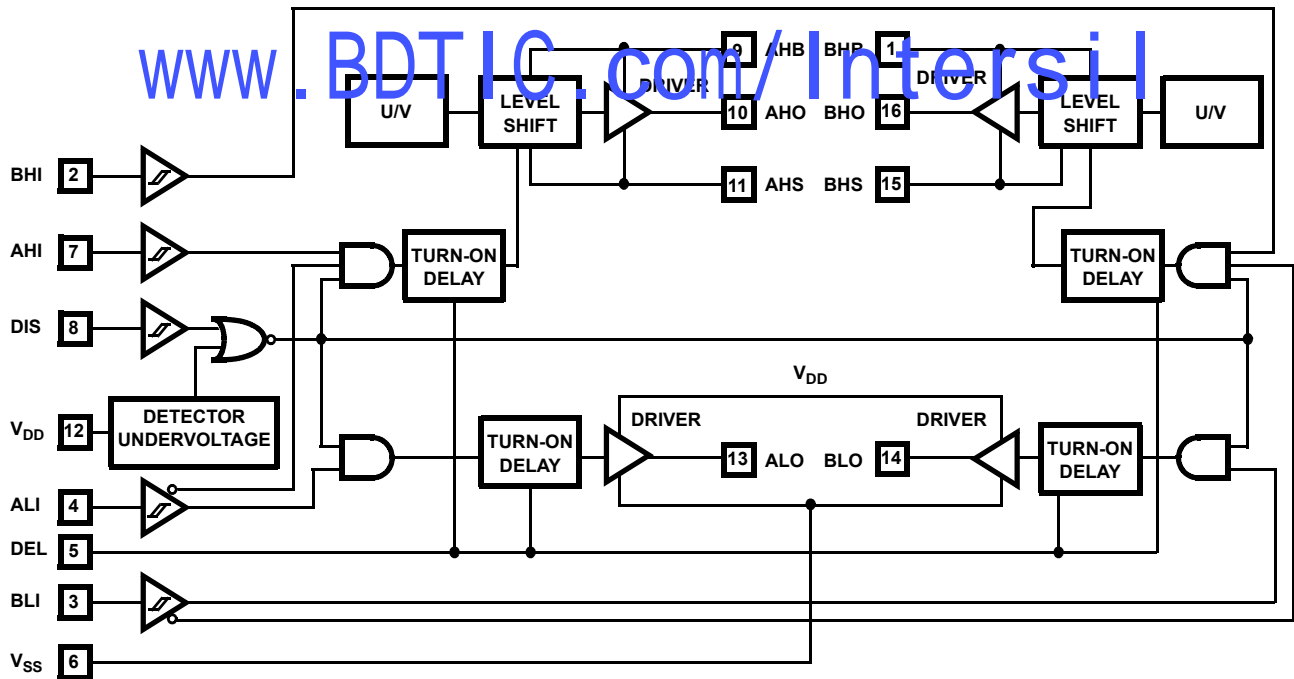 www.BDTIC.com/Intersil
9 AHB BHB 1
DRIVER DRIVER
U/V
LEVEL
SHIFT
10 AHO BHO 16
LEVEL
SHIFT
U/V
BHI 2
11 AHS BHS 15
AHI 7
TURN-ON
DELAY
TURN-ON
DELAY
DIS 8
VDD
VDD 12
DETECTOR
UNDERVOLTAGE
DRIVER DRIVER
TURN-ON
DELAY
13 ALO BLO 14
TURN-ON
DELAY
ALI 4
DEL 5
BLI 3
VSS 6